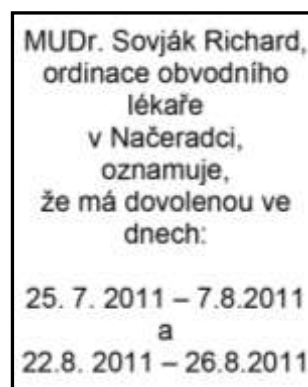 MUDr. Sovják Richard,
ordinace obvodního
lékaře
v Načeradci,
oznamuje,
že má dovolenou ve
dnech:
25. 7. 2011 – 7.8.2011
a
22.8. 2011 – 26.8.2011